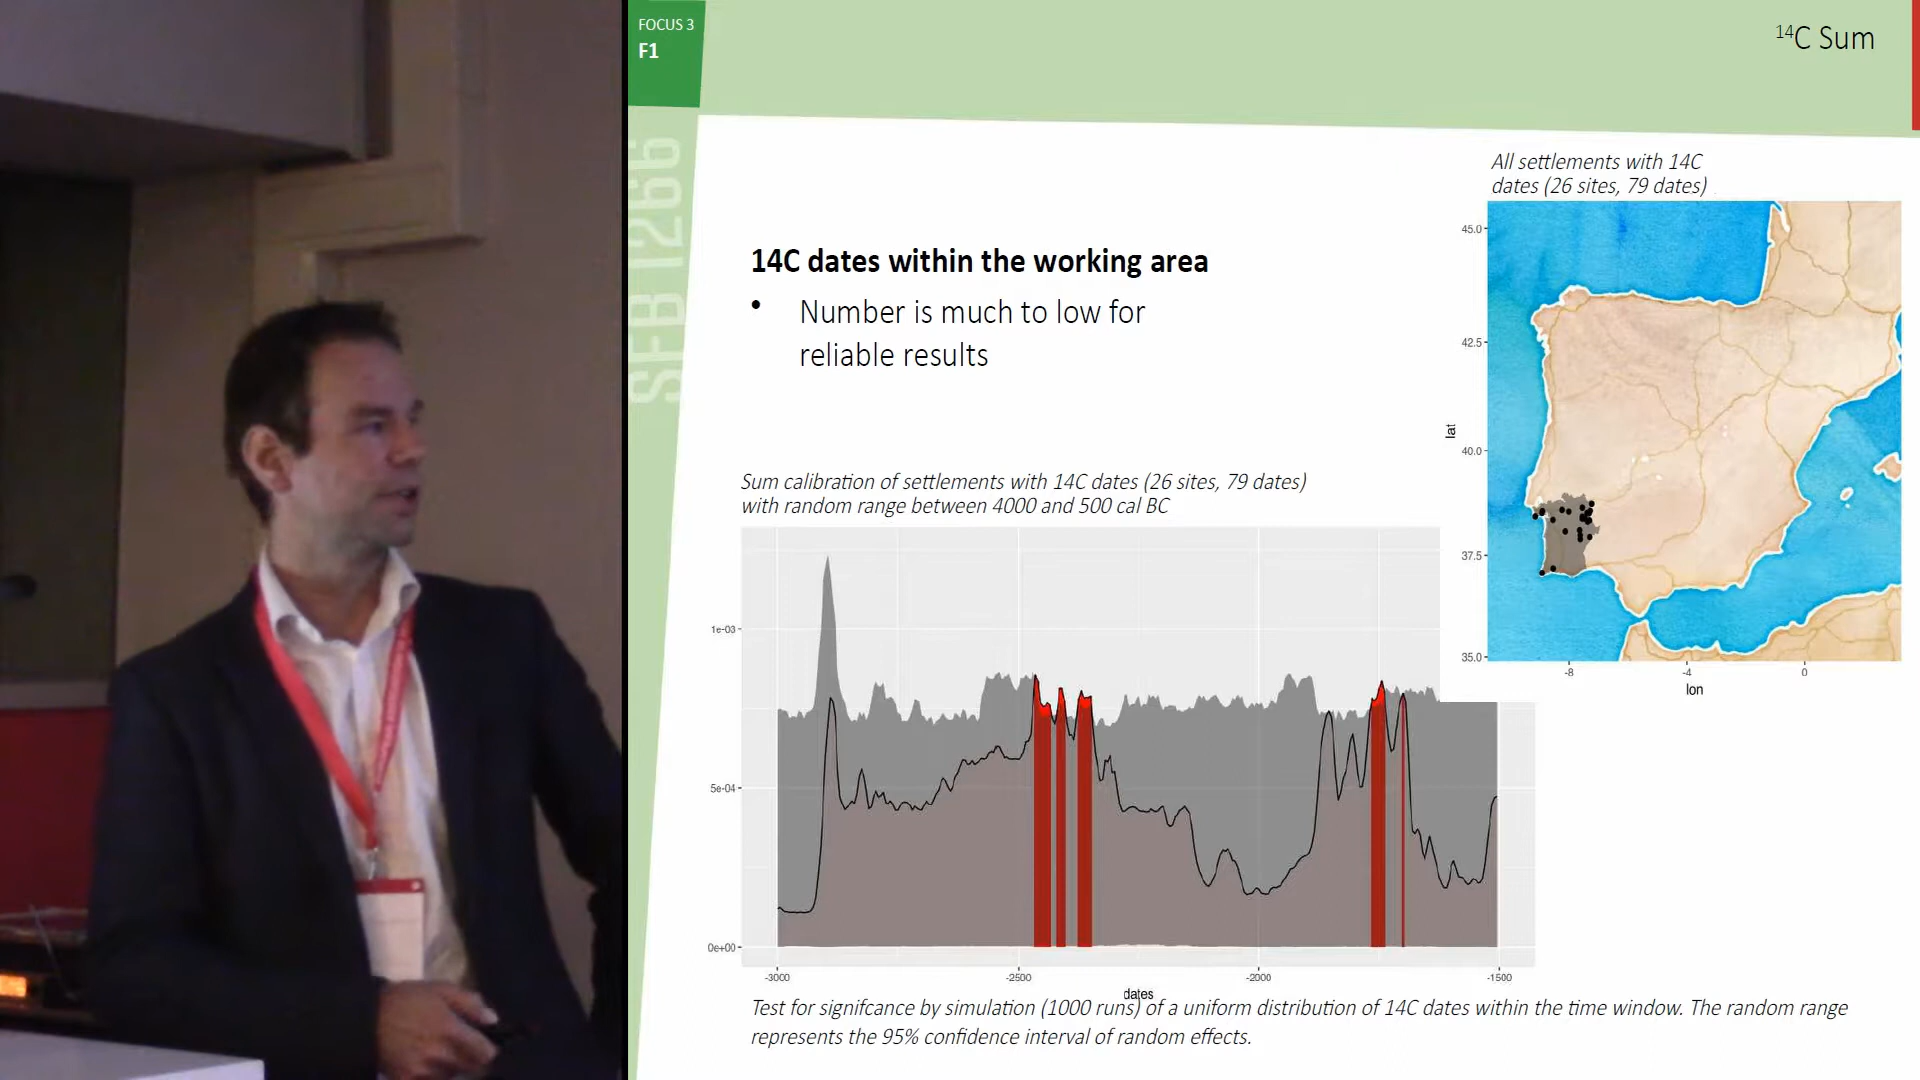 FOCUS 3
F1
14C Sum
SFB 1266
All settlements with 14C
dates (26 sites, 79 dates)
14C dates within the working area
• Number is much to low for
reliable results
45.0
42.5
40.0
37.5
35.0
lat
-8
-4
0
lon
Sum calibration of settlements with 14C dates (26 sites, 79 dates)
with random range between 4000 and 500 cal BC
1e-03
5e-04
0e+00
-3000
-2500
-2000
-1500
dates
Test for signifcance by simulation (1000 runs) of a uniform distribution of 14C dates within the time window. The random range
represents the 95% confidence interval of random effects.